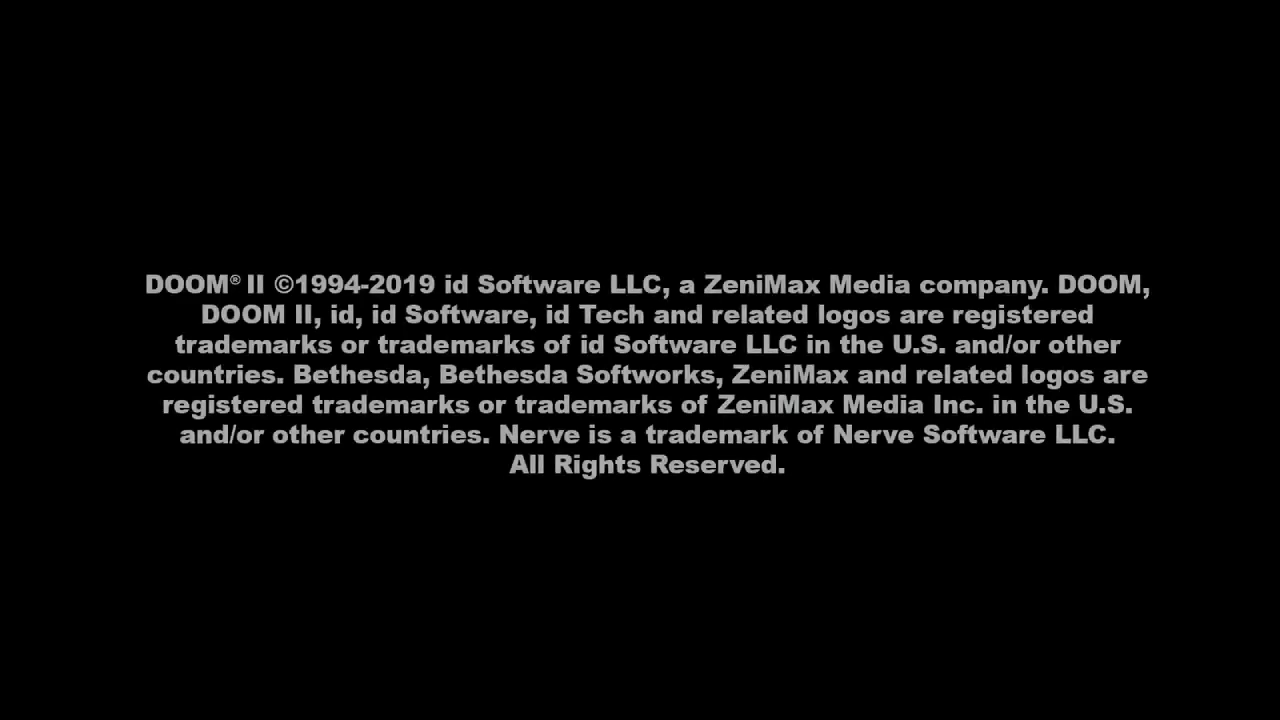 DOOM® II ©1994-2019 id Software LLC, a ZeniMax Media company. DOOM,
DOOM II, id, id Software, id Tech and related logos are registered
trademarks or trademarks of id Software LLC in the U.S. and/or other
countries. Bethesda, Bethesda Softworks, ZeniMax and related logos are
registered trademarks or trademarks of ZeniMax Media Inc. in the U.S.
and/or other countries. Nerve is a trademark of Nerve Software LLC.
All Rights Reserved.